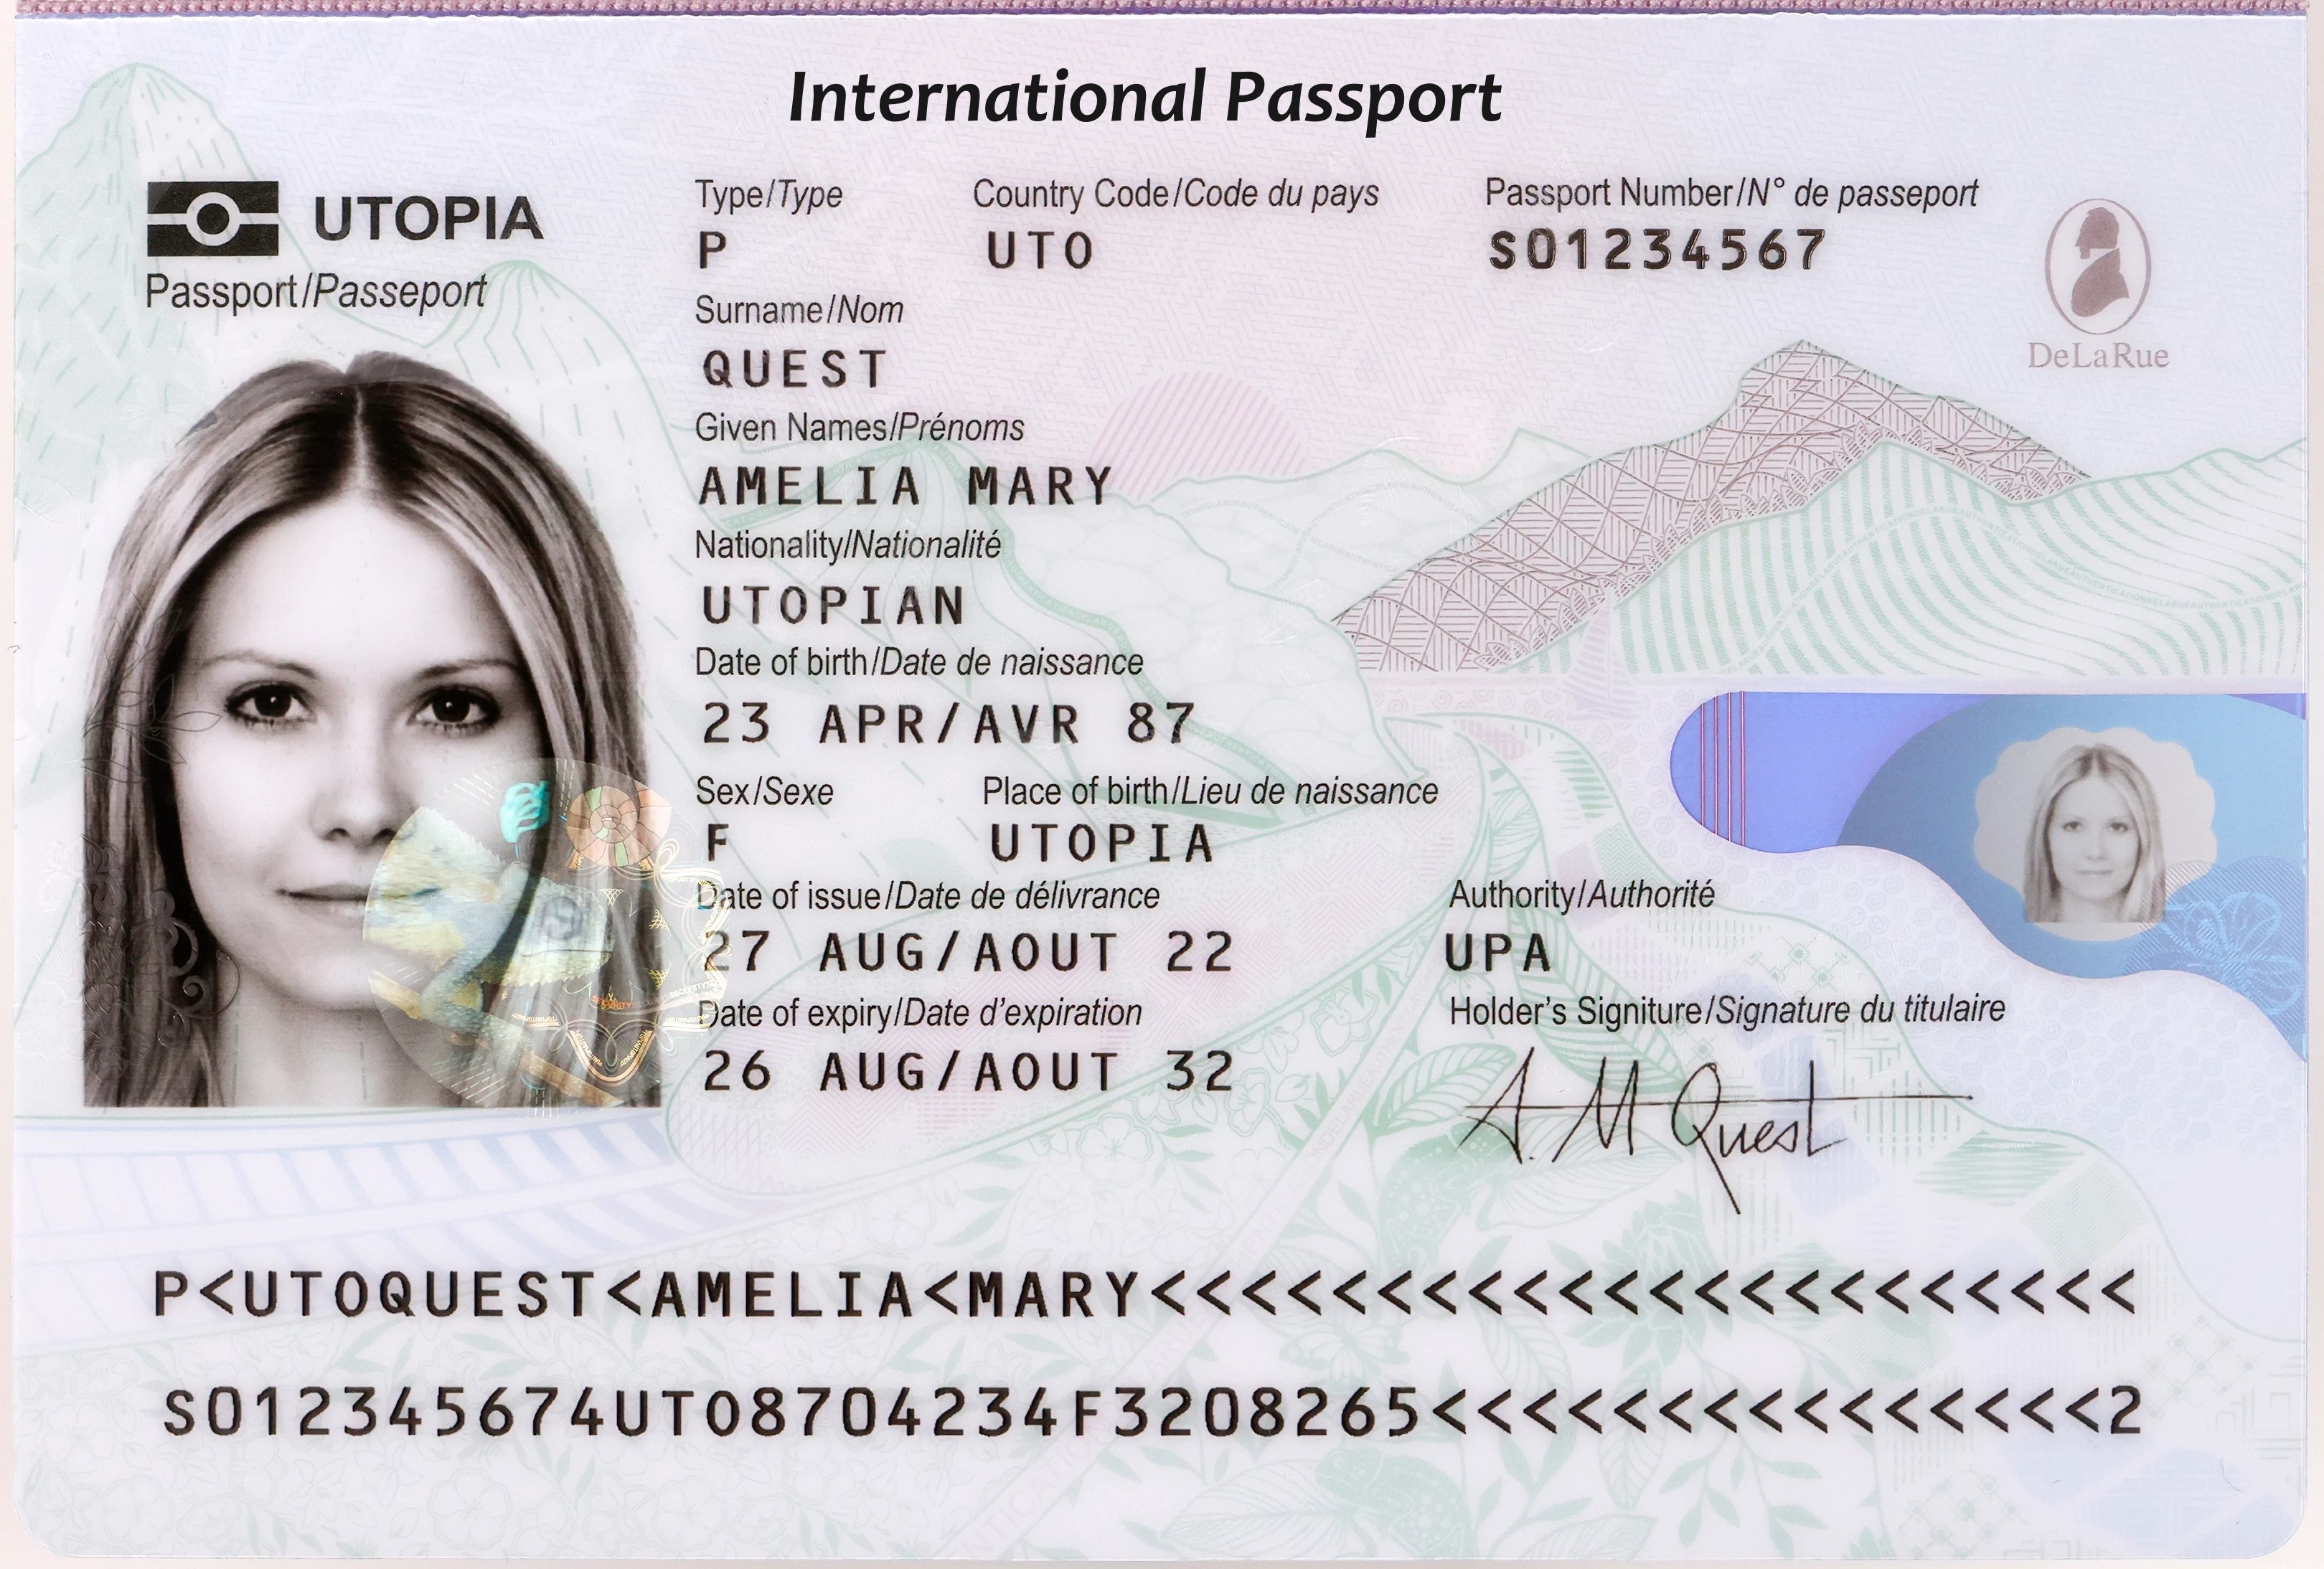 International Passport
UTOPIA
Passport/Passeport
Type/Type
Country Code/Code du pays
Passport Number/N° de passeport
P
UTO
S01234567
DeLaRue
Surname/Nom
QUEST
Given Names/Prénoms
AMELIA MARY
Nationality/Nationalité
UTOPIAN
Date of birth/Date de naissance
23 APR/AVR 87
Sex/Sexe
Place of birth/Lieu de naissance
F
UTOPIA
Date of issue/Date de délivrance
Authority/Authorité
27 AUG/AOUT 22
UPA
Date of expiry/Date d'expiration
Holder's Signiture/Signature du titulaire
26 AUG/AOUT 32
A. M Quest
P<UTOQUEST<AMELIA<MARY<<<<<<<<<<<<<<<<<<<<<<
S012345674UTO8704234F3208265<<<<<<<<<<<<<<<2